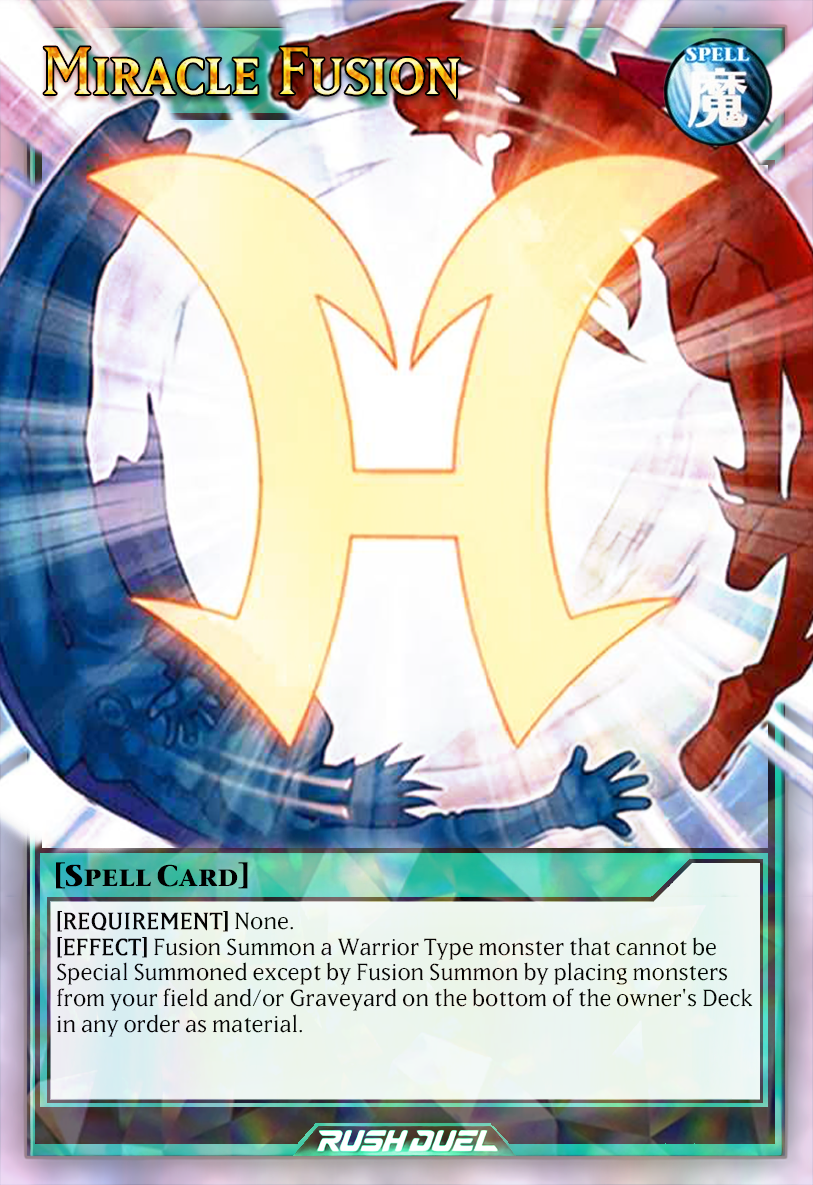 MIRACLE FUSION
SPELL
魔
[SPELL CARD]
[REQUIREMENT] None.
[EFFECT] Fusion Summon a Warrior Type monster that cannot be
Special Summoned except by Fusion Summon by placing monsters
from your field and/or Graveyard on the bottom of the owner's Deck
in any order as material.
RUSH DUEL